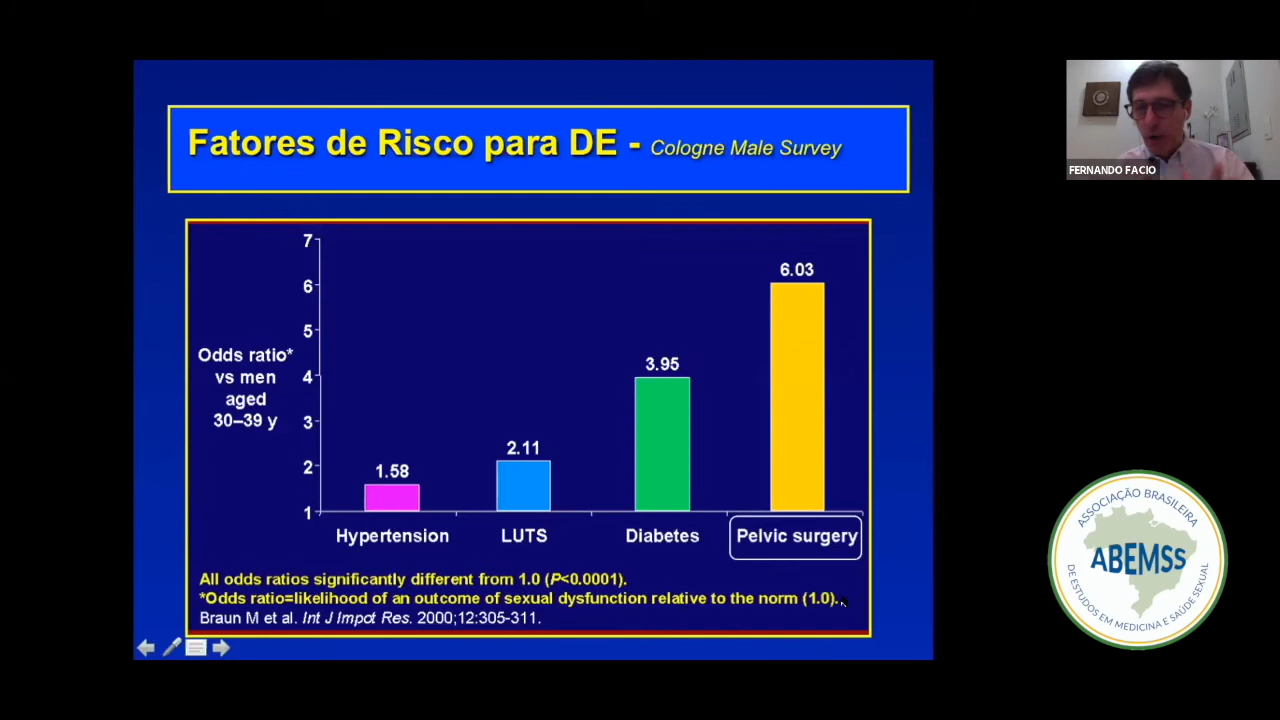 Fatores de Risco para DE - Cologne Male Survey
7
6
5
4
3
2
1
Odds ratio*
vs men
aged
30–39 y
1.58
2.11
3.95
6.03
Hypertension
LUTS
Diabetes
Pelvic surgery
All odds ratios significantly different from 1.0 (P<0.0001).
*Odds ratio=likelihood of an outcome of sexual dysfunction relative to the norm (1.0).
Braun M et al. Int J Impot Res. 2000;12:305-311.
FERNANDO FACIO
ASSOCIAÇÃO BRASILEIRA
ABEMSS
DE ESTUDOS EM MEDICINA E SAÚDE SEXUAL